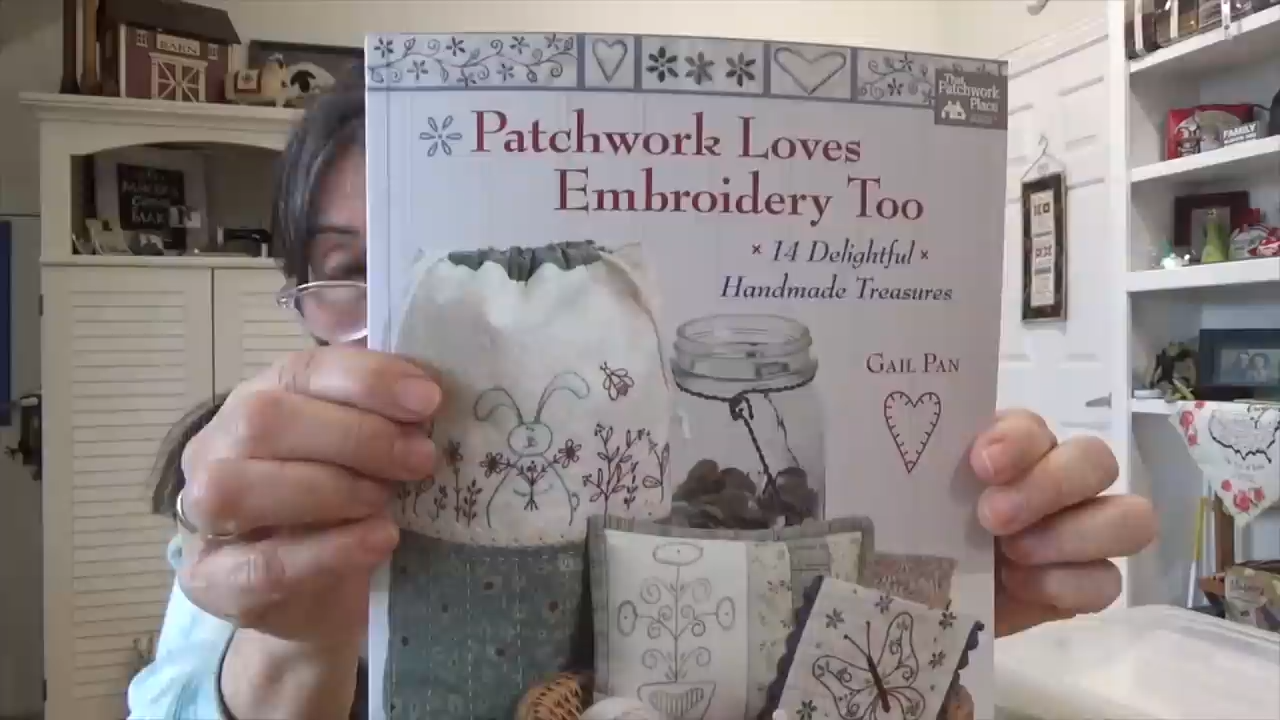 BARN
That
Patchwork
Place
Patchwork Loves
Embroidery Too
14 Delightful
Handmade Treasures
GAIL PAN
FAMILY